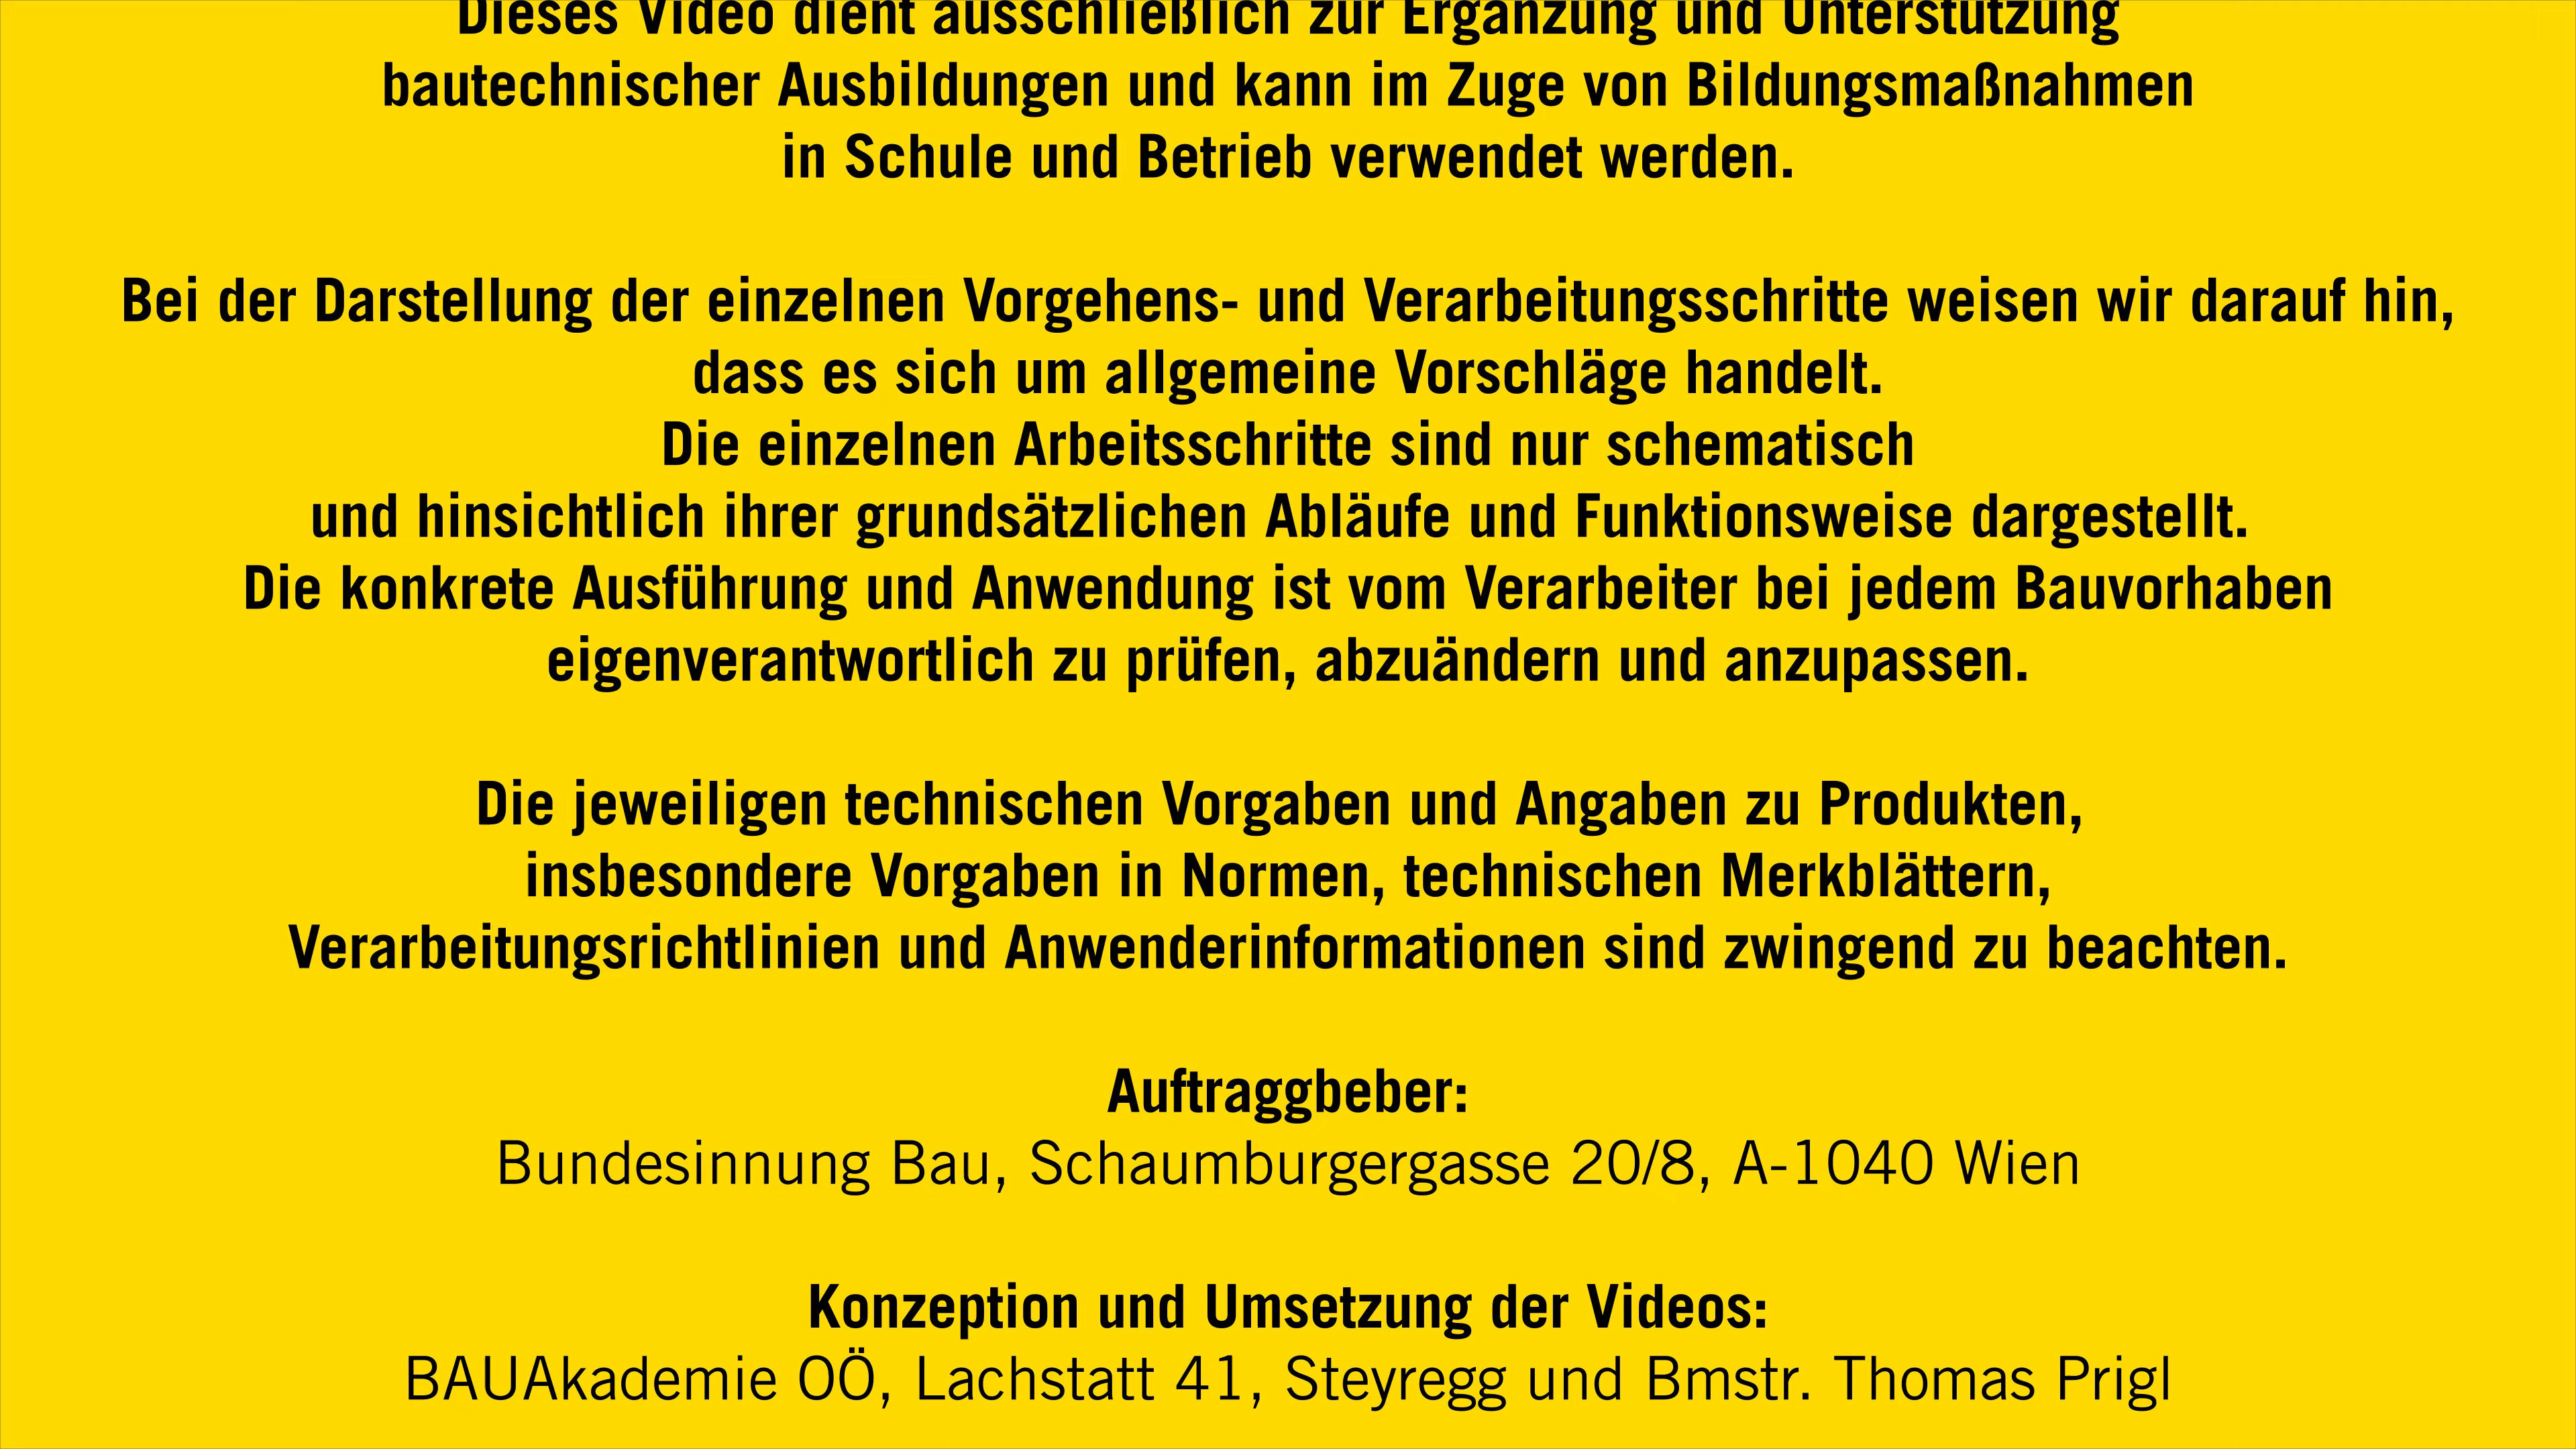 Dieses Video dient ausschließlich zur Ergänzung und Unterstützung
bautechnischer Ausbildungen und kann im Zuge von Bildungsmaßnahmen
in Schule und Betrieb verwendet werden.
Bei der Darstellung der einzelnen Vorgehens- und Verarbeitungsschritte weisen wir darauf hin,
dass es sich um allgemeine Vorschläge handelt.
Die einzelnen Arbeitsschritte sind nur schematisch
und hinsichtlich ihrer grundsätzlichen Abläufe und Funktionsweise dargestellt.
Die konkrete Ausführung und Anwendung ist vom Verarbeiter bei jedem Bauvorhaben
eigenverantwortlich zu prüfen, abzuändern und anzupassen.
Die jeweiligen technischen Vorgaben und Angaben zu Produkten,
insbesondere Vorgaben in Normen, technischen Merkblättern,
Verarbeitungsrichtlinien und Anwenderinformationen sind zwingend zu beachten.
Auftraggbeber:
Bundesinnung Bau, Schaumburgergasse 20/8, A-1040 Wien
Konzeption und Umsetzung der Videos:
BAUAkademie OÖ, Lachstatt 41, Steyregg und Bmstr. Thomas Prigl